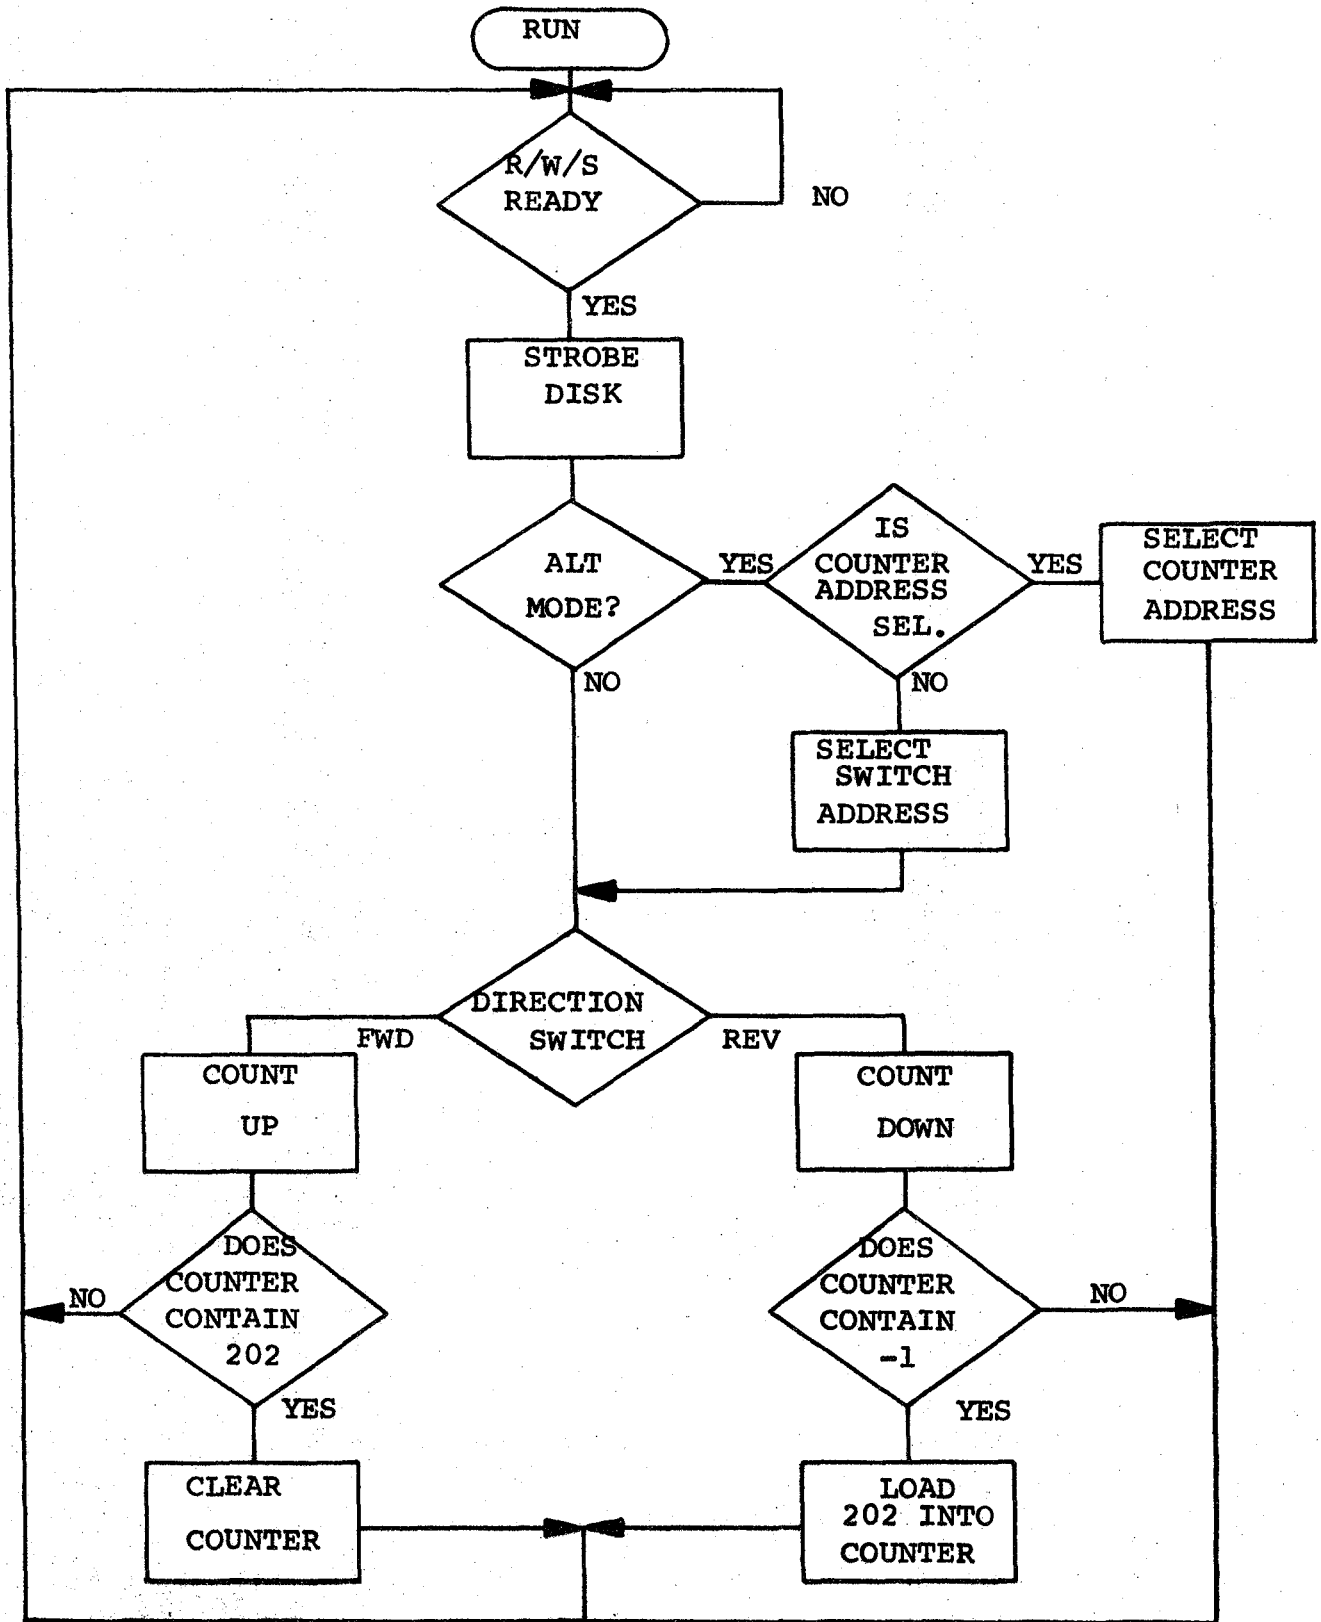 RUN
R/W/S
READY
NO
YES
STROBE
DISK
ALT
MODE?
YES
IS
COUNTER
ADDRESS
SEL.
YES
SELECT
COUNTER
ADDRESS
NO
NO
SELECT
SWITCH
ADDRESS
DIRECTION
SWITCH
FWD
REV
COUNT
UP
COUNT
DOWN
DOES
COUNTER
CONTAIN
202
NO
YES
DOES
COUNTER
CONTAIN
-1
NO
YES
CLEAR
COUNTER
LOAD
202 INTO
COUNTER